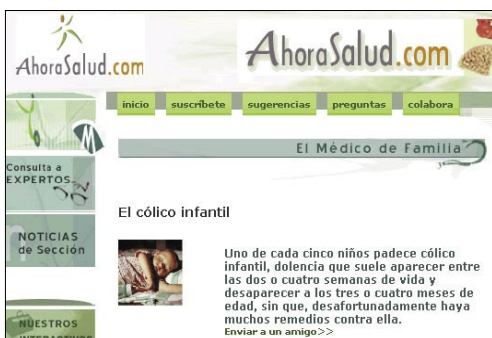 AhoraSalud.com
AhoraSalud.com
inicio suscríbete sugerencias preguntas colabora
El Médico de Familia
M
Consulta a
EXPERTOS
NOTICIAS
de Sección
El cólico infantil
Uno de cada cinco niños padece cólico
infantil, dolencia que suele aparecer entre
las dos o cuatro semanas de vida y
desaparecer a los tres o cuatro meses de
edad, sin que, desafortunadamente haya
muchos remedios contra ella.
Enviar a un amigo>>
NUESTROS